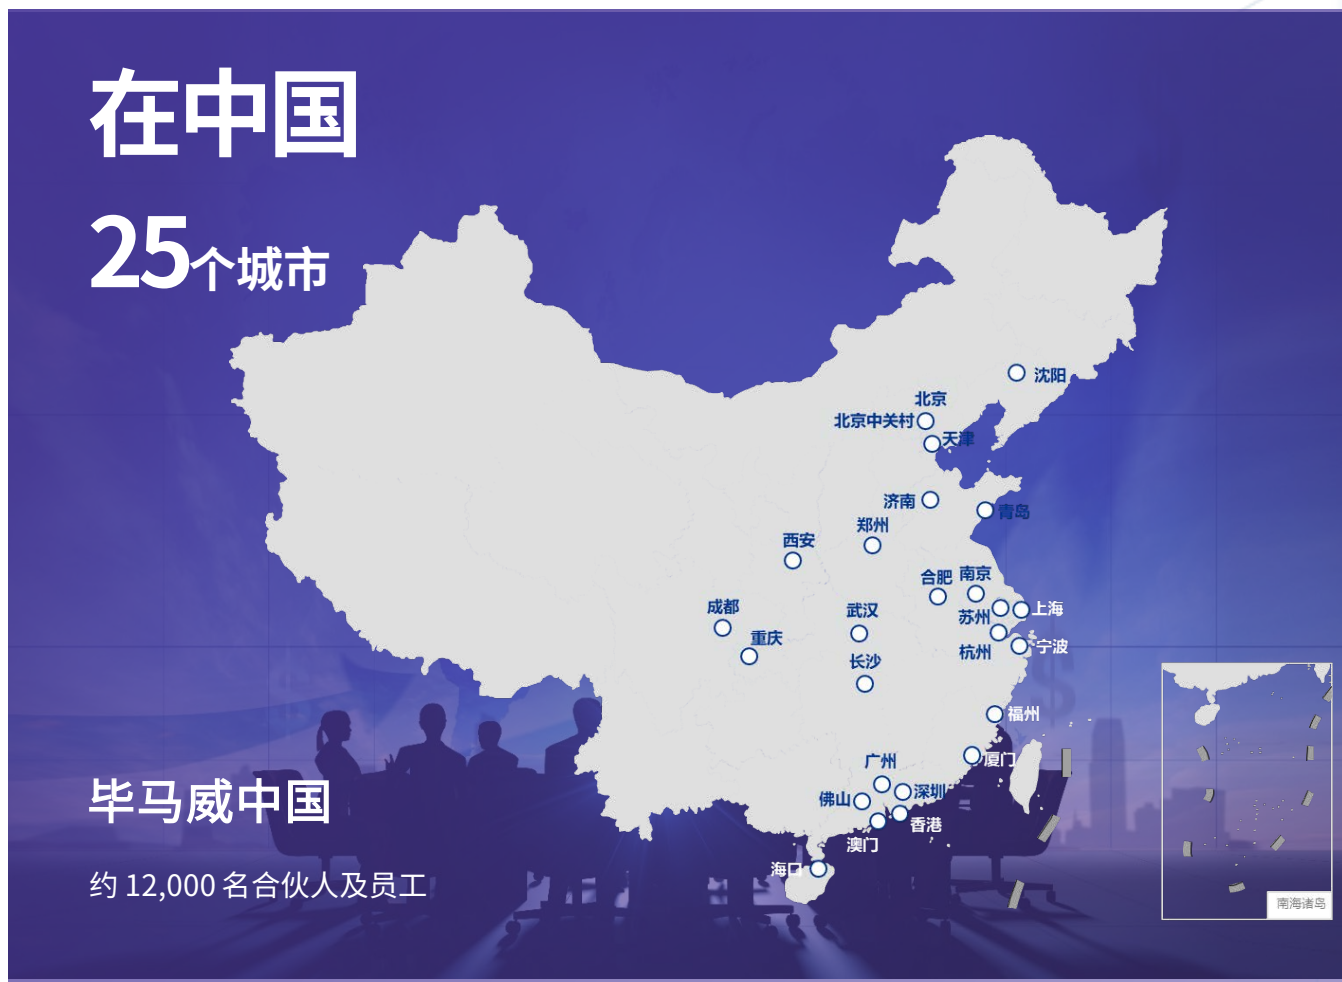 在中国
25个城市
沈阳
北京
北京中关村
天津
济南
青岛
郑州
西安
合肥
南京
成都
武汉
苏州
上海
重庆
杭州
宁波
长沙
福州
广州
厦门
佛山
深圳
香港
澳门
海口
毕马威中国
约 12,000 名合伙人及员工
南海诸岛